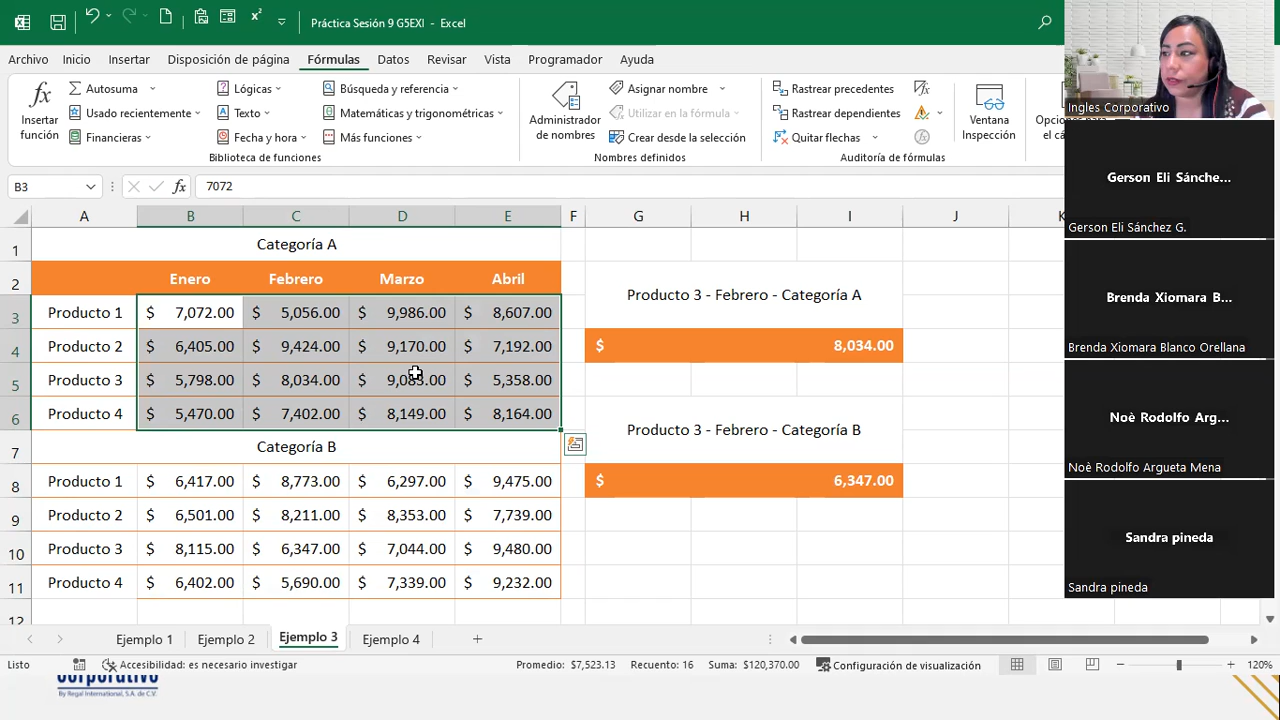 Práctica Sesión 9 G5EXI - Excel
Archivo Inicio Insertar Disposición de página Fórmulas Revisar Vista Programador Ayuda
fx Insertar función
Autosuma
Usado recientemente
Financieras
Lógicas
Texto
Fecha y hora
Búsqueda y referencia
Matemáticas y trigonométricas
Más funciones
Biblioteca de funciones
Administrador de nombres
Asignar nombre
Utilizar en la fórmula
Crear desde la selección
Nombres definidos
Rastrear precedentes
Rastrear dependientes
Quitar flechas
Auditoría de fórmulas
Ventana Inspección
B3 fx 7072
A B C D E F G H I J K
1 Categoría A
2 Enero Febrero Marzo Abril
3 Producto 1 $ 7,072.00 $ 5,056.00 $ 9,986.00 $ 8,607.00
Producto 3 - Febrero - Categoría A
4 Producto 2 $ 6,405.00 $ 9,424.00 $ 9,170.00 $ 7,192.00 $ 8,034.00
5 Producto 3 $ 5,798.00 $ 8,034.00 $ $ 5,358.00
6 Producto 4 $ 5,470.00 $ 7,402.00 $ 8,149.00 $ 8,164.00
Producto 3 - Febrero - Categoría B
7 Categoría B
8 Producto 1 $ 6,417.00 $ 8,773.00 $ 6,297.00 $ 9,475.00 $ 6,347.00
9 Producto 2 $ 6,501.00 $ 8,211.00 $ 8,353.00 $ 7,739.00
10 Producto 3 $ 8,115.00 $ 6,347.00 $ 7,044.00 $ 9,480.00
11 Producto 4 $ 6,402.00 $ 5,690.00 $ 7,339.00 $ 9,232.00
12
Ejemplo 1 Ejemplo 2 Ejemplo 3 Ejemplo 4
Listo Accesibilidad: es necesario investigar Promedio: $7,523.13 Recuento: 16 Suma: $120,370.00 Configuración de visualización 120%
By Regal International, S.A. de C.V.
Ingles Corporativo
Gerson Eli Sánche...
Gerson Eli Sánchez G.
Brenda Xiomara B...
Brenda Xiomara Blanco Orellana
Noè Rodolfo Arg...
Noè Rodolfo Argueta Mena
Sandra pineda
Sandra pineda